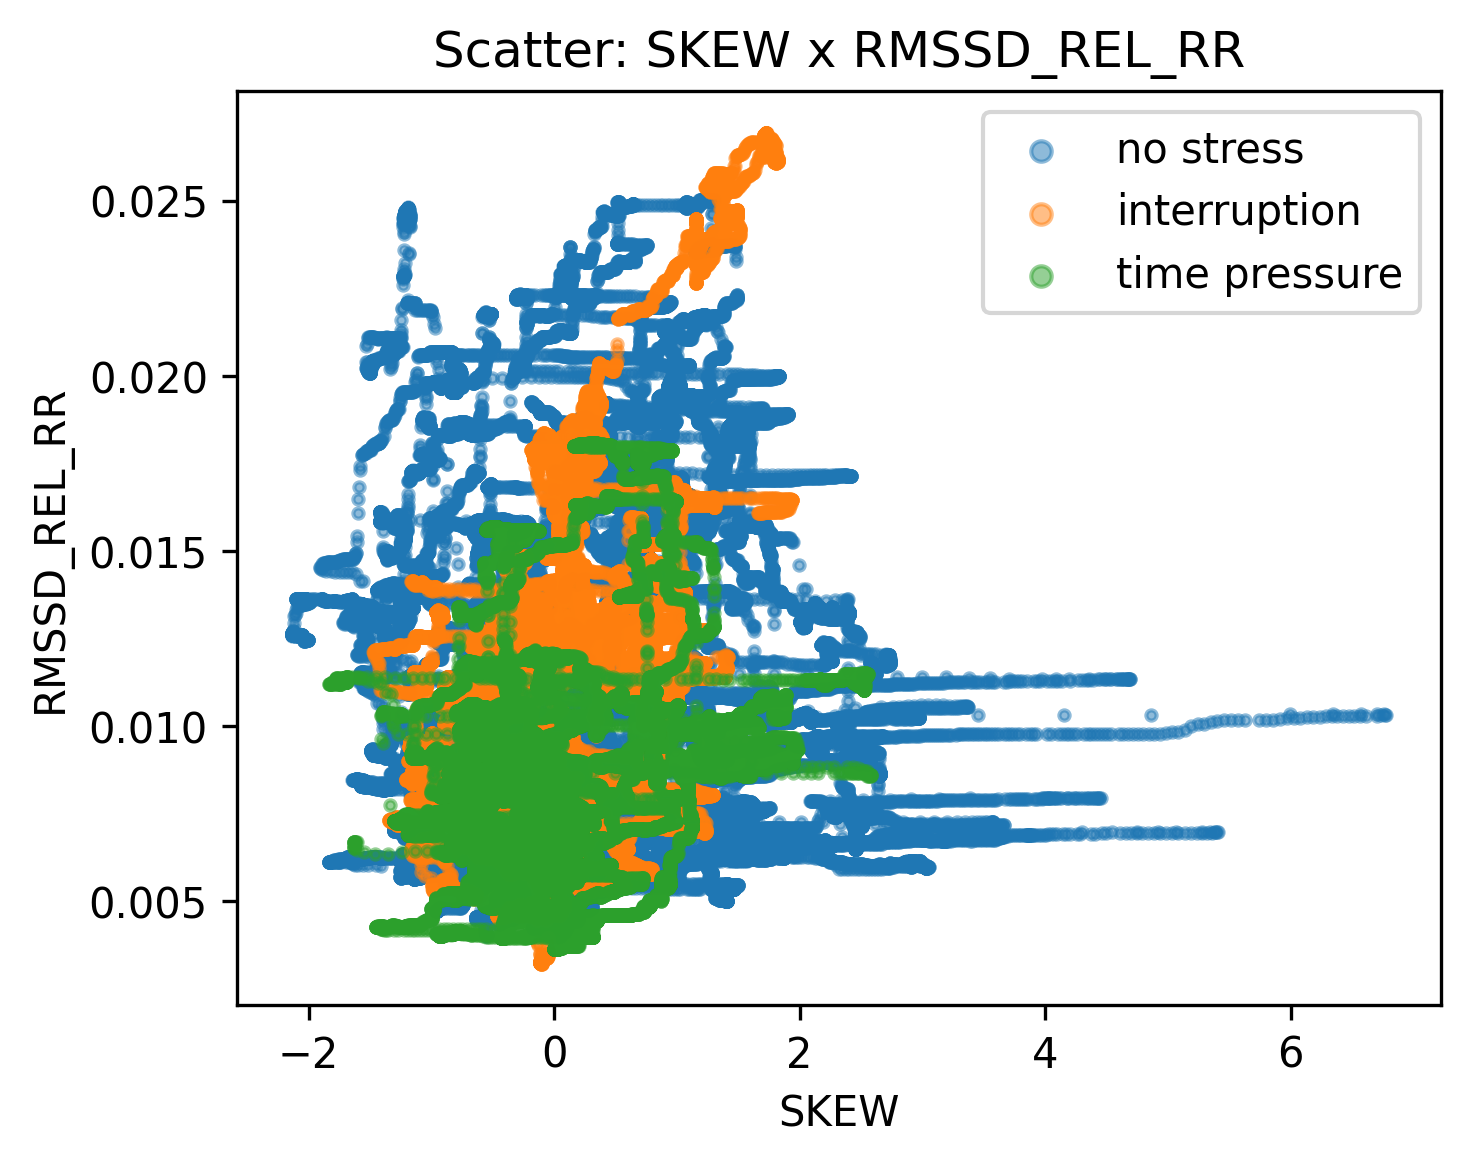 Scatter: SKEW x RMSSD_REL_RR
no stress
interruption
time pressure
0.025
0.020
0.015
0.010
0.005
RMSSD_REL_RR
−2
0
2
4
6
SKEW